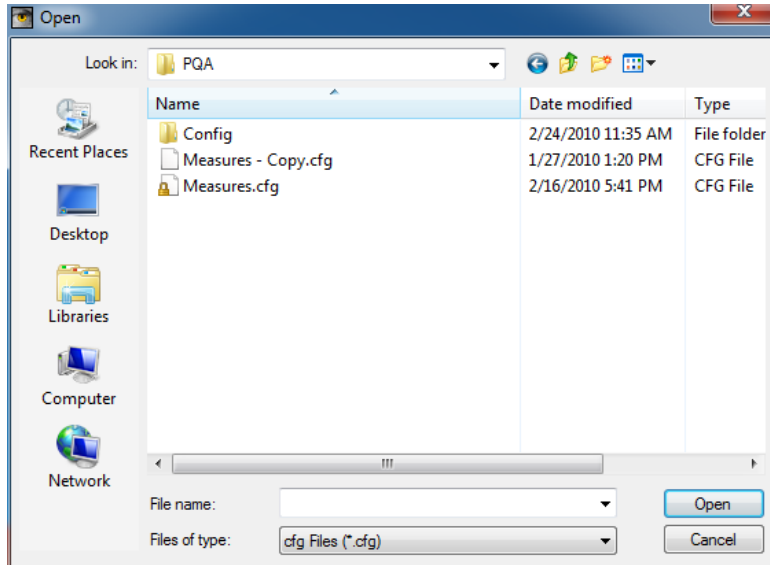 Open
Look in: PQA
Name Date modified Type
Config 2/24/2010 11:35 AM File folder
Measures - Copy.cfg 1/27/2010 1:20 PM CFG File
Measures.cfg 2/16/2010 5:41 PM CFG File
Recent Places
Desktop
Libraries
Computer
Network
File name: Open
Files of type: cfg Files (*.cfg) Cancel